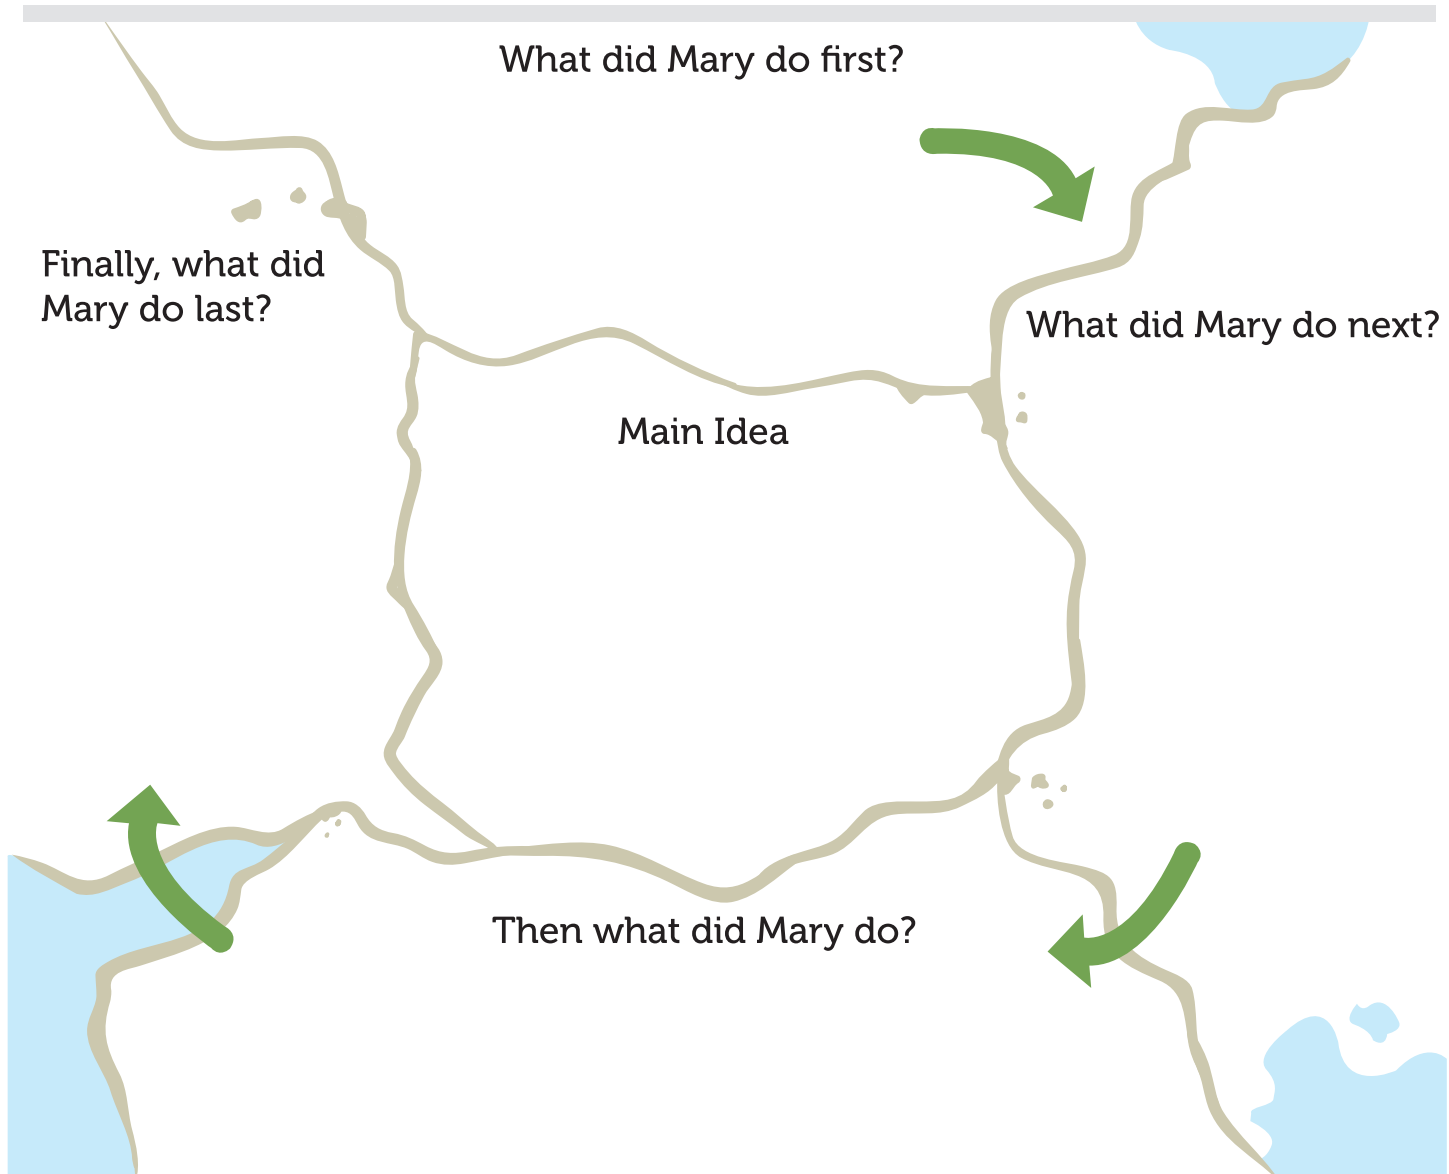 What did Mary do first?
Finally, what did
Mary do last?
What did Mary do next?
Main Idea
Then what did Mary do?